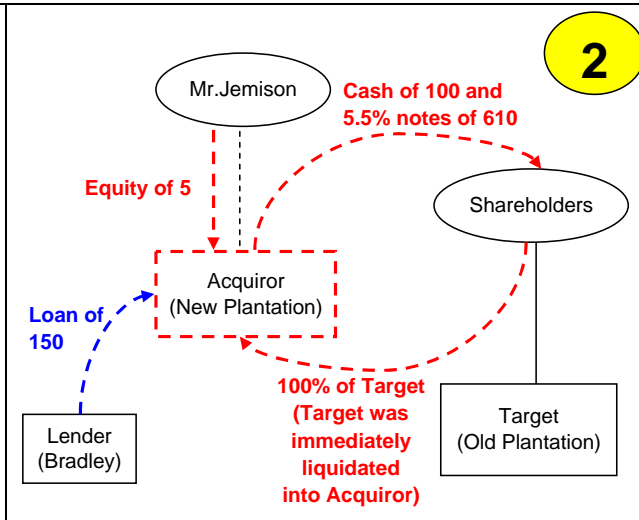 2
Mr.Jemison
Cash of 100 and
5.5% notes of 610
Equity of 5
Shareholders
Acquiror
(New Plantation)
Loan of
150
100% of Target
(Target was
immediately
liquidated
into Acquiror)
Lender
(Bradley)
Target
(Old Plantation)